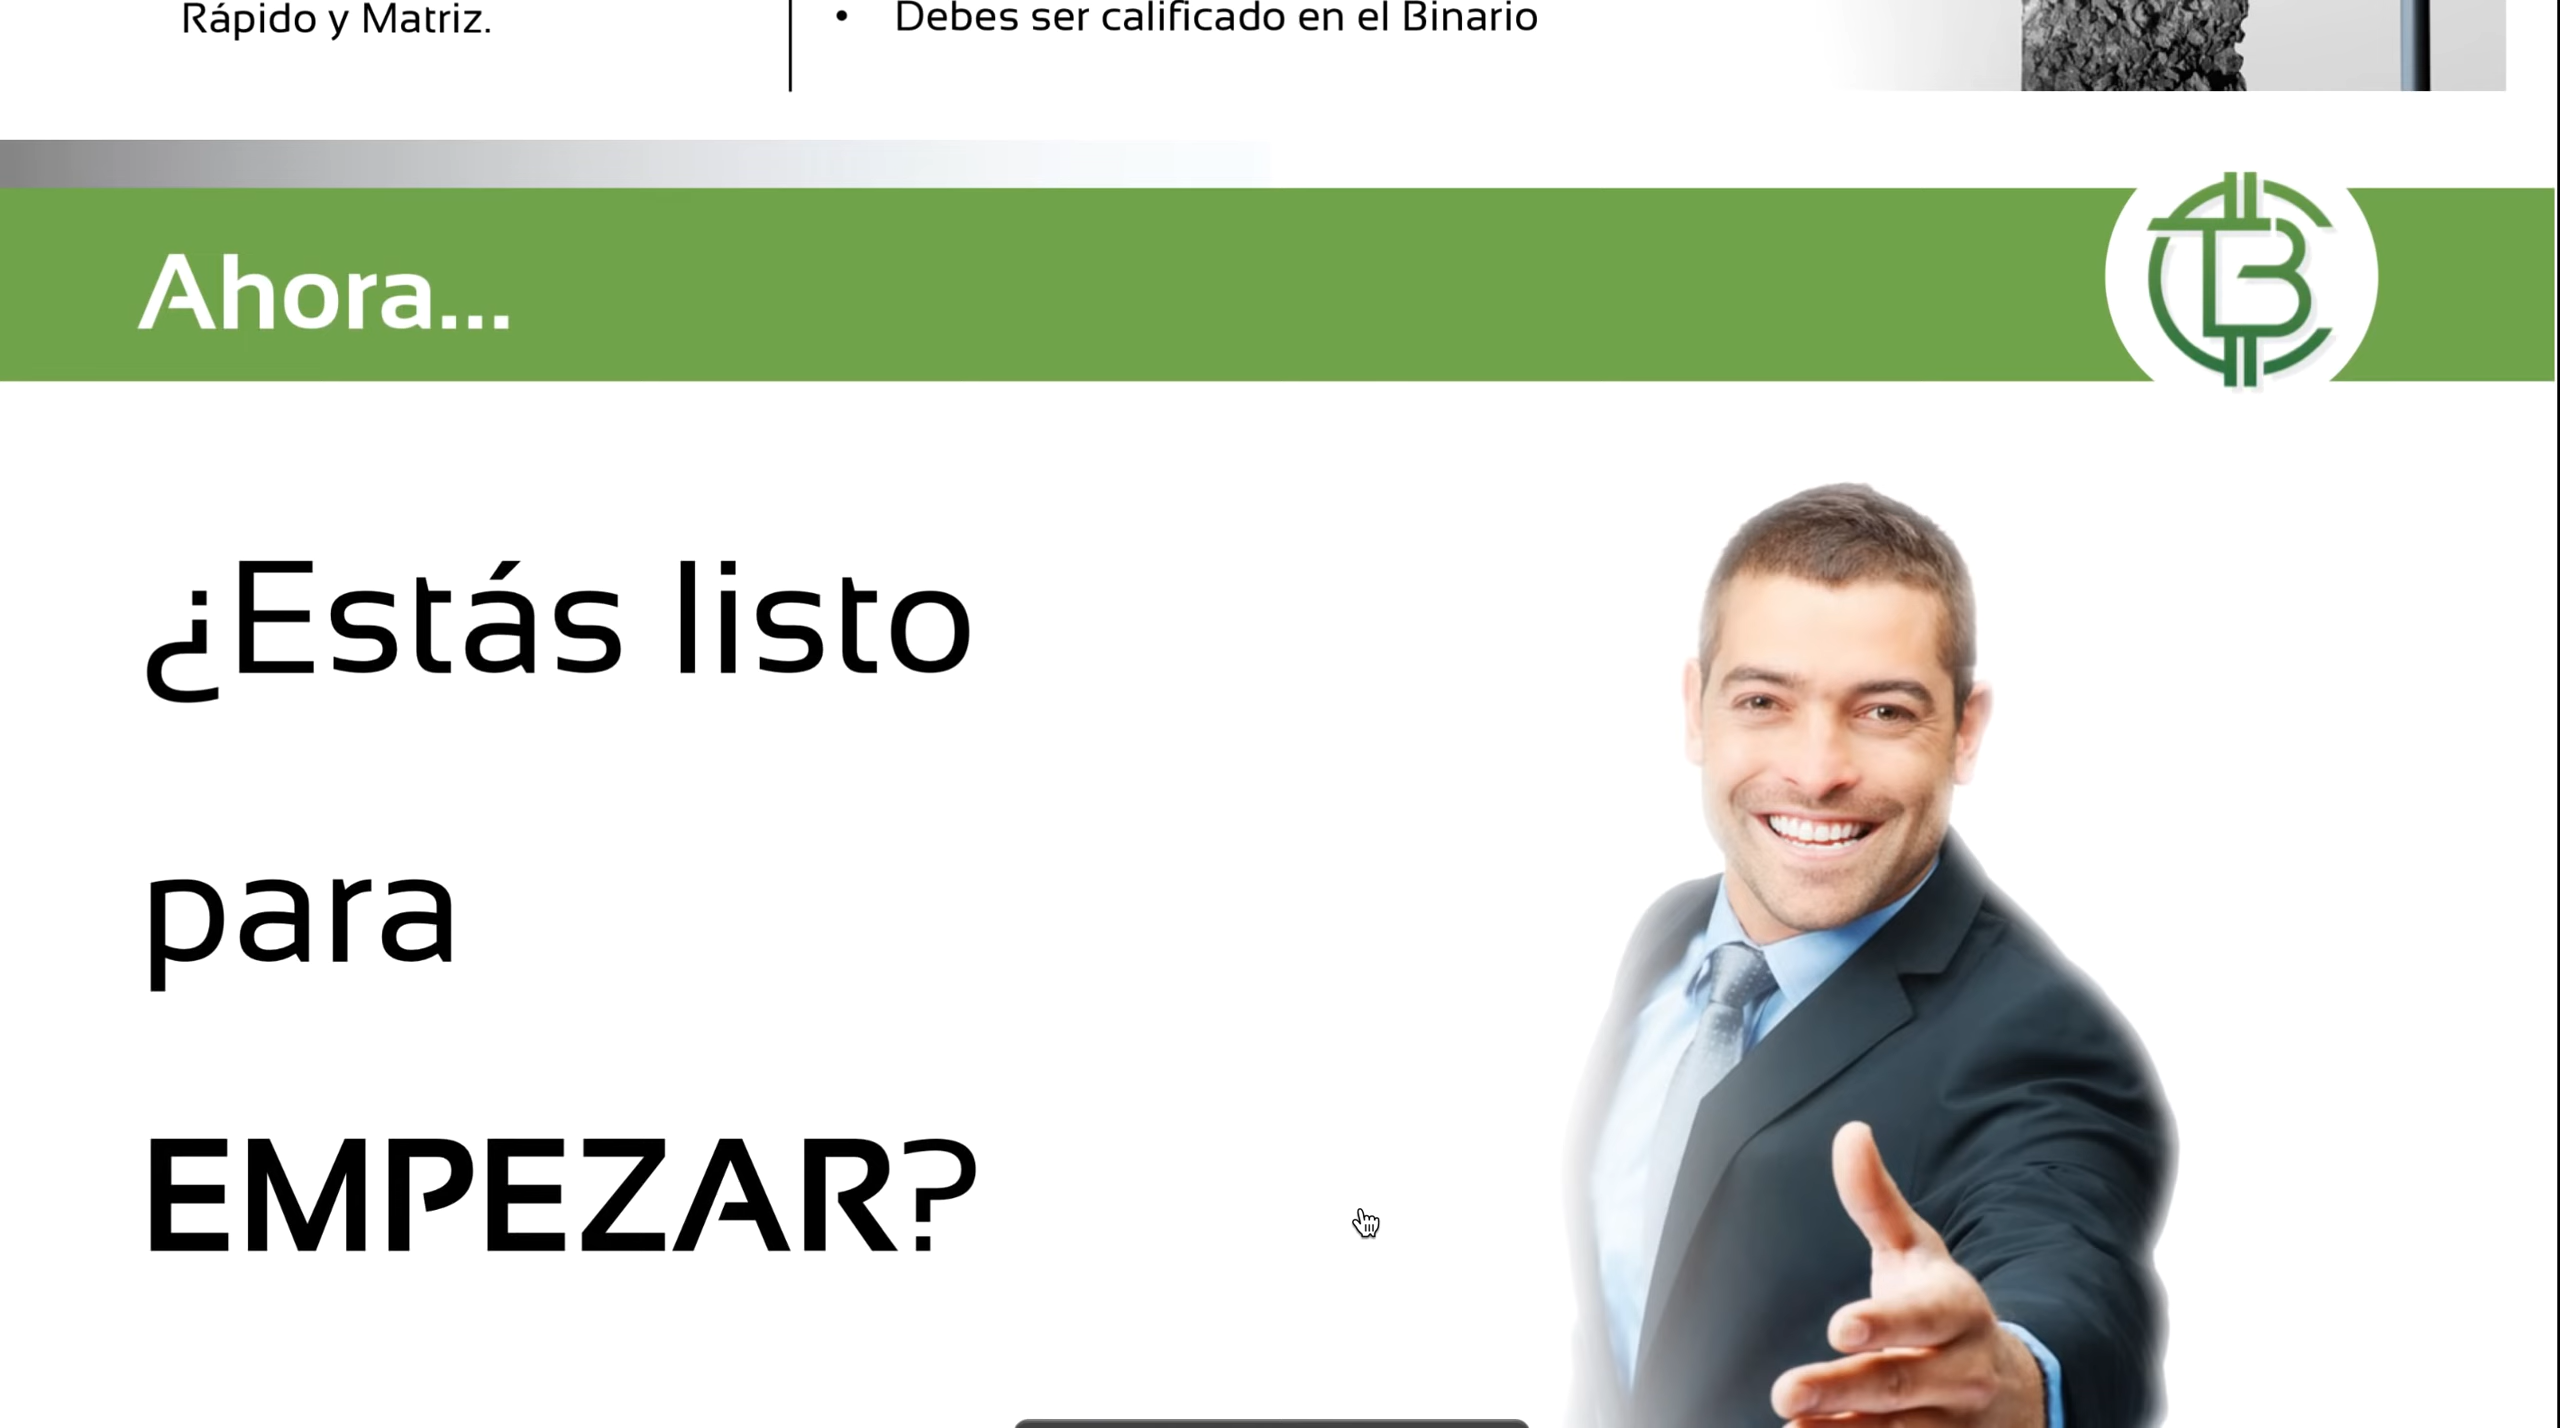 Rápido y Matriz.
• Debes ser calificado en el Binario
Ahora...
¿Estás listo
para
EMPEZAR?